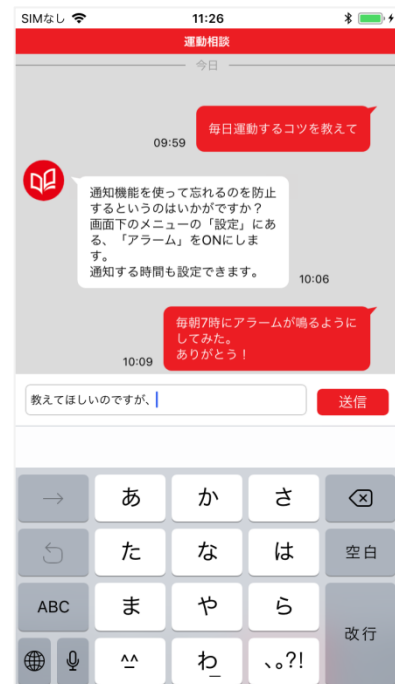 SIMなし 11:26
運動相談
今日
毎日運動するコツを教えて
09:59
通知機能を使って忘れるのを防止
するというのはいかがですか？
画面下のメニューの「設定」にあ
る、「アラーム」をONにしま
す。
通知する時間も設定できます。
10:06
毎朝7時にアラームが鳴るように
してみた。
ありがとう！
10:09
教えてほしいのですが、
送信
→ あ か さ
た な は 空白
ABC ま や ら
改行
^^ わ_ 、。?!